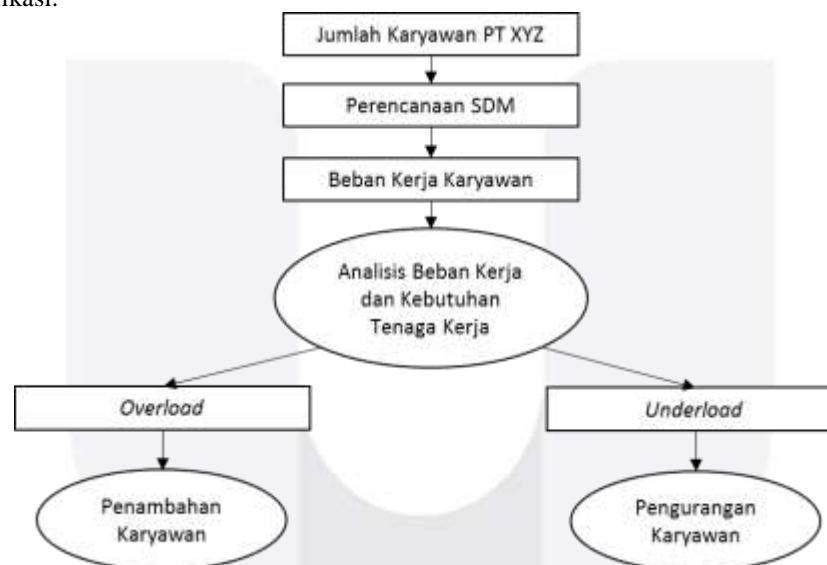 Jumlah Karyawan PT XYZ
Perencanaan SDM
Beban Kerja Karyawan
Analisis Beban Kerja
dan Kebutuhan
Tenaga Kerja
Overload
Underload
Penambahan
Karyawan
Pengurangan
Karyawan